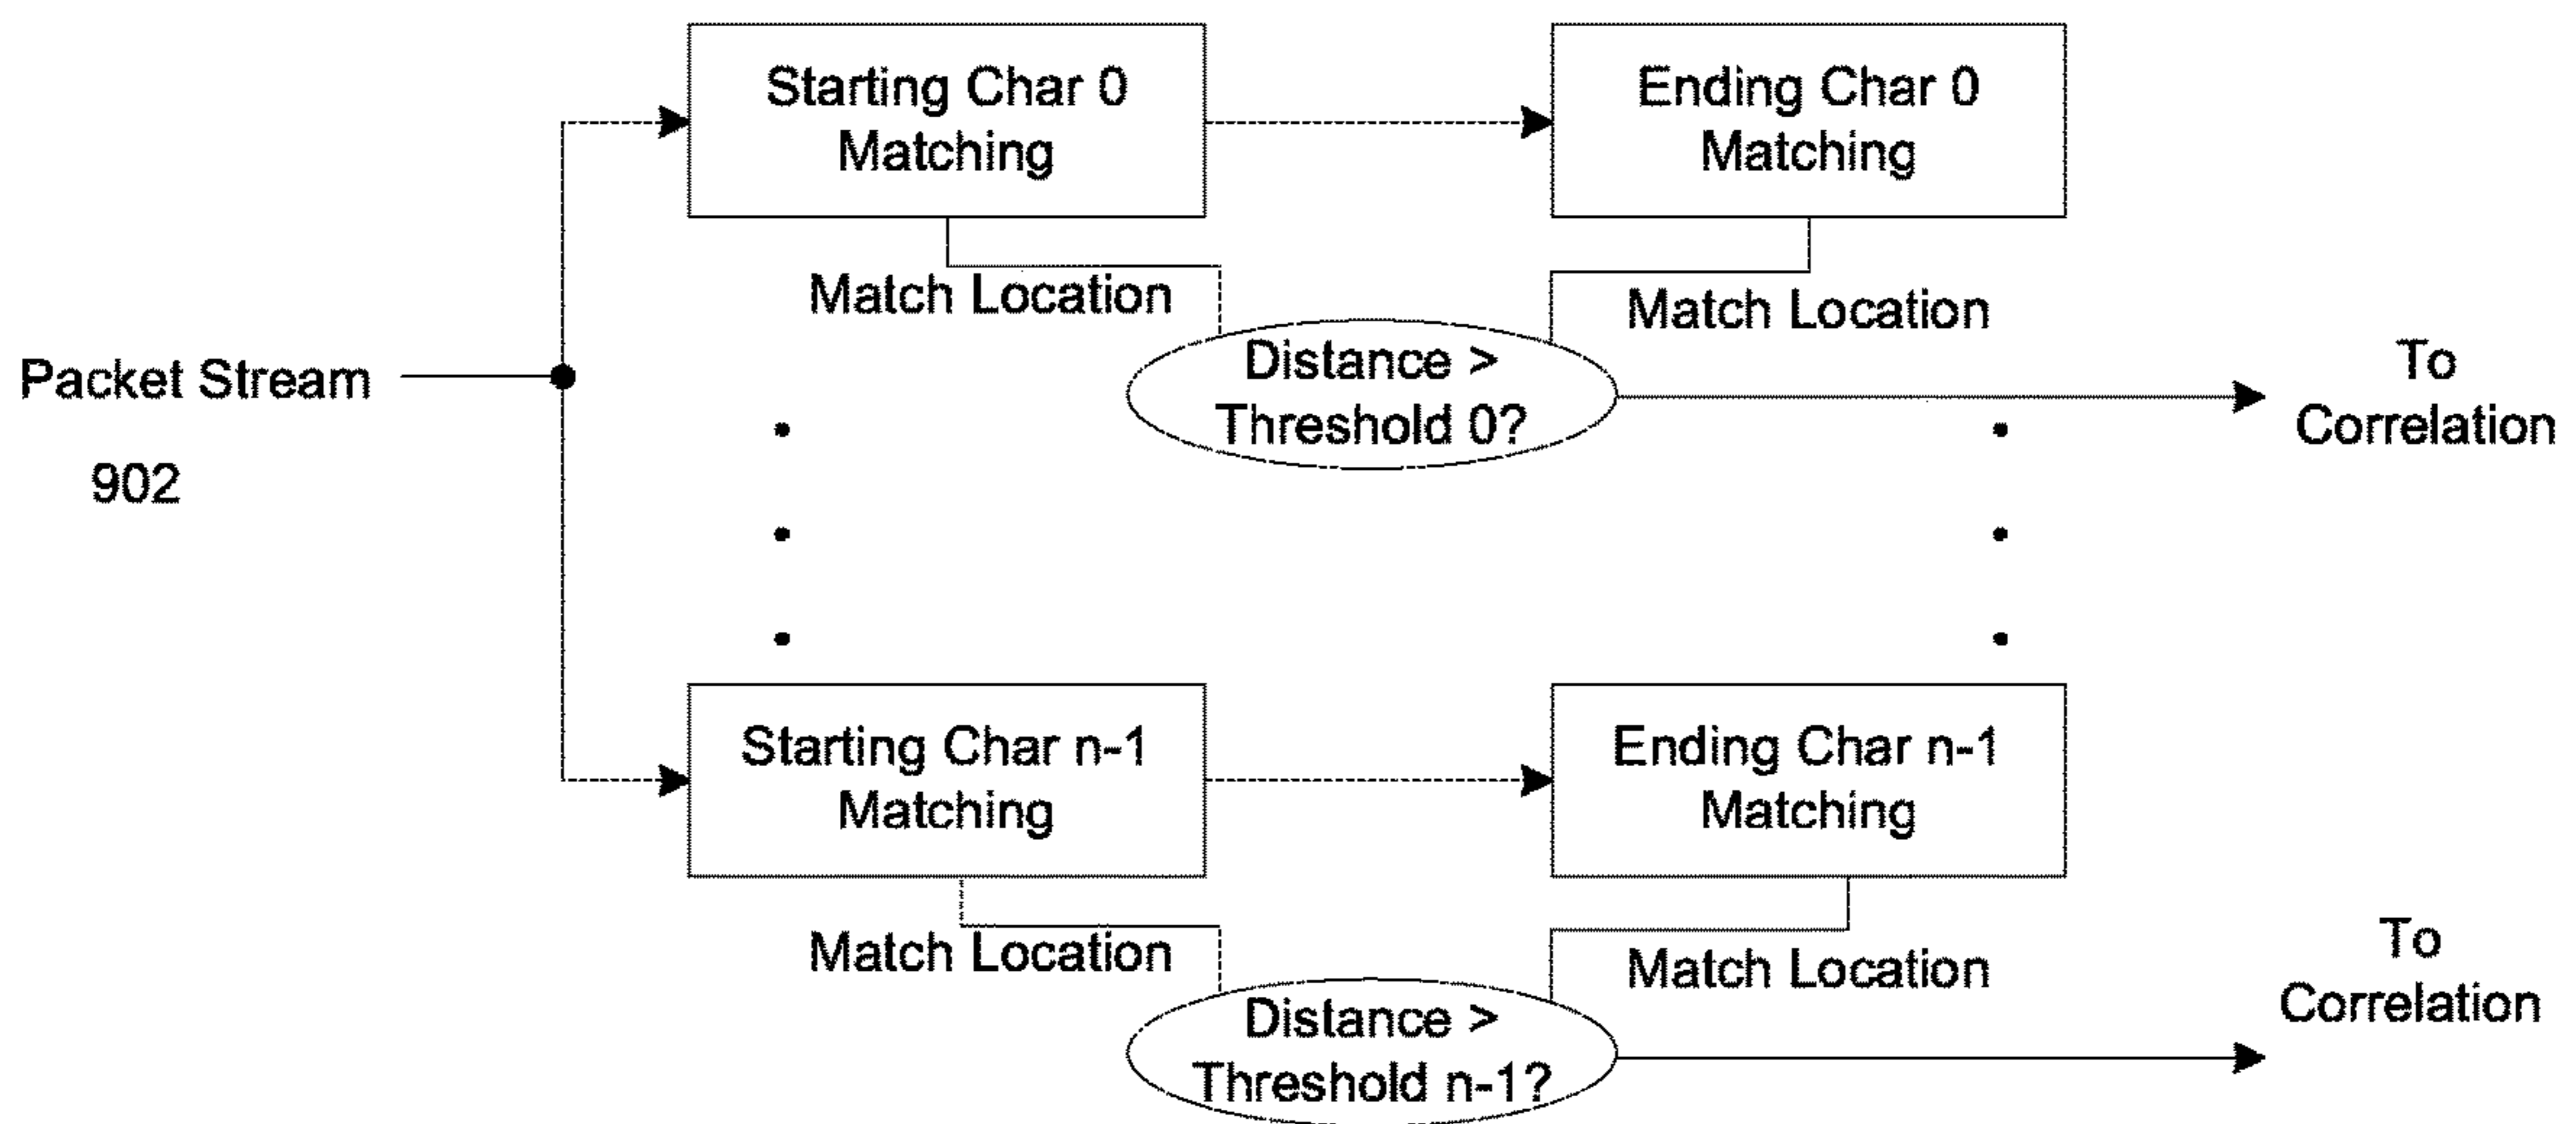 Starting Char 0
Matching
Ending Char 0
Matching
Match Location
Match Location
Packet Stream
902
Distance >
Threshold 0?
To
Correlation
Starting Char n-1
Matching
Ending Char n-1
Matching
Match Location
Match Location
Distance >
Threshold n-1?
To
Correlation